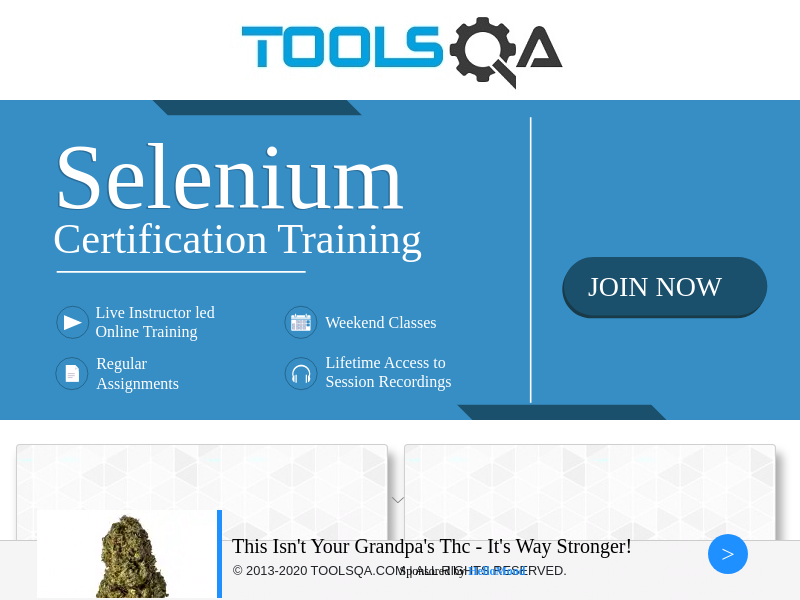 TOOLSQA
Selenium
Certification Training
JOIN NOW
Live Instructor led
Online Training
Weekend Classes
Regular
Assignments
Lifetime Access to
Session Recordings
This Isn't Your Grandpa's Thc - It's Way Stronger!
© 2013-2020 TOOLSQA.COM | ALL RIGHTS RESERVED.
Sponsored by
>